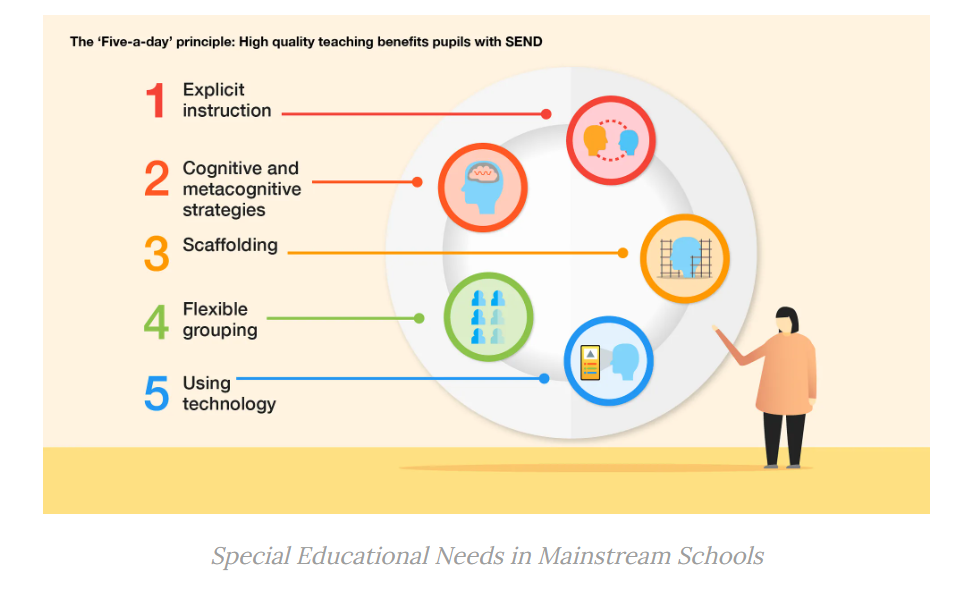 The ‘Five-a-day’ principle: High quality teaching benefits pupils with SEND
1 Explicit
instruction
2 Cognitive and
metacognitive
strategies
3 Scaffolding
4 Flexible
grouping
5 Using
technology
Special Educational Needs in Mainstream Schools